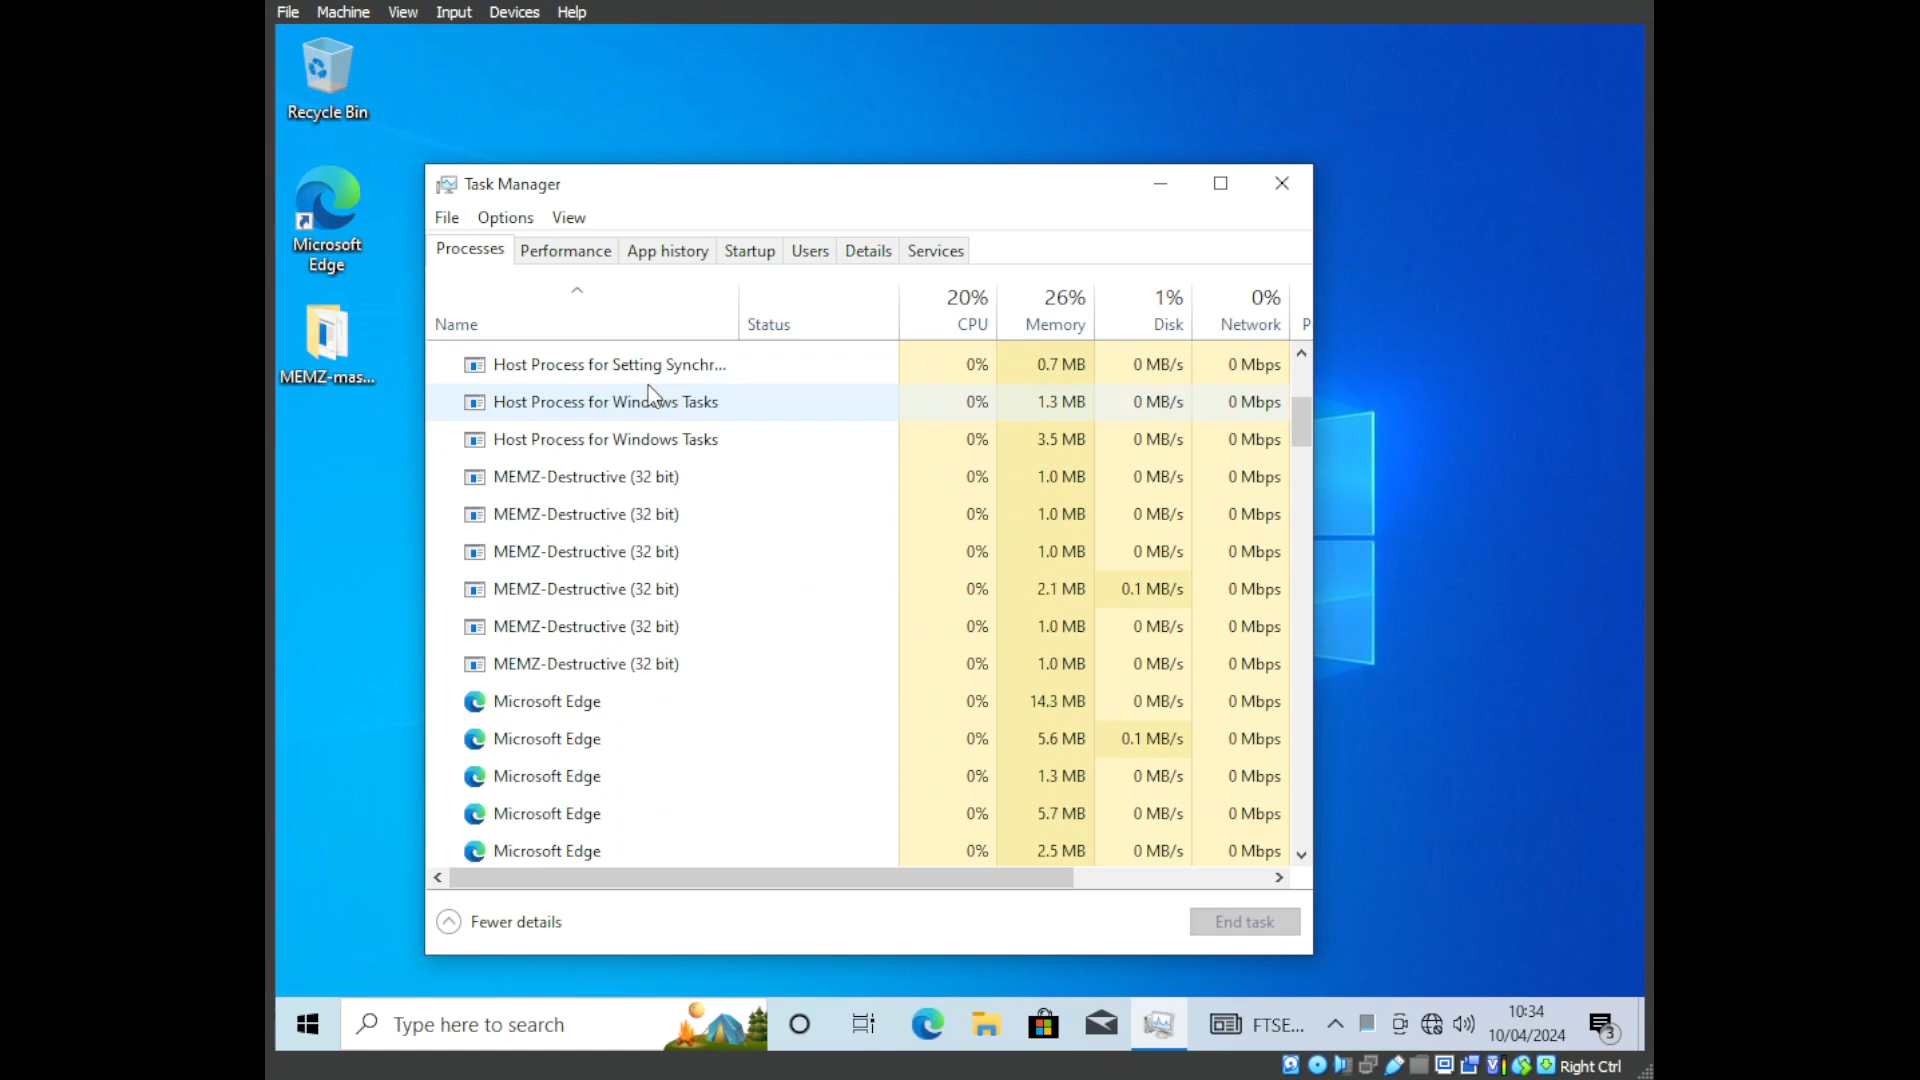 File Machine View Input Devices Help
Recycle Bin
Microsoft
Edge
MEMZ-mas...
Task Manager
File Options View
Processes Performance App history Startup Users Details Services
20% 26% 1% 0%
Name Status CPU Memory Disk Network P
Host Process for Setting Synchr... 0% 0.7 MB 0 MB/s 0 Mbps
Host Process for Windows Tasks 0% 1.3 MB 0 MB/s 0 Mbps
Host Process for Windows Tasks 0% 3.5 MB 0 MB/s 0 Mbps
MEMZ-Destructive (32 bit) 0% 1.0 MB 0 MB/s 0 Mbps
MEMZ-Destructive (32 bit) 0% 1.0 MB 0 MB/s 0 Mbps
MEMZ-Destructive (32 bit) 0% 1.0 MB 0 MB/s 0 Mbps
MEMZ-Destructive (32 bit) 0% 2.1 MB 0.1 MB/s 0 Mbps
MEMZ-Destructive (32 bit) 0% 1.0 MB 0 MB/s 0 Mbps
MEMZ-Destructive (32 bit) 0% 1.0 MB 0 MB/s 0 Mbps
Microsoft Edge 0% 14.3 MB 0 MB/s 0 Mbps
Microsoft Edge 0% 5.6 MB 0.1 MB/s 0 Mbps
Microsoft Edge 0% 1.3 MB 0 MB/s 0 Mbps
Microsoft Edge 0% 5.7 MB 0 MB/s 0 Mbps
Microsoft Edge 0% 2.5 MB 0 MB/s 0 Mbps
Fewer details End task
Type here to search FTSE... 10:34
10/04/2024 3
Right Ctrl